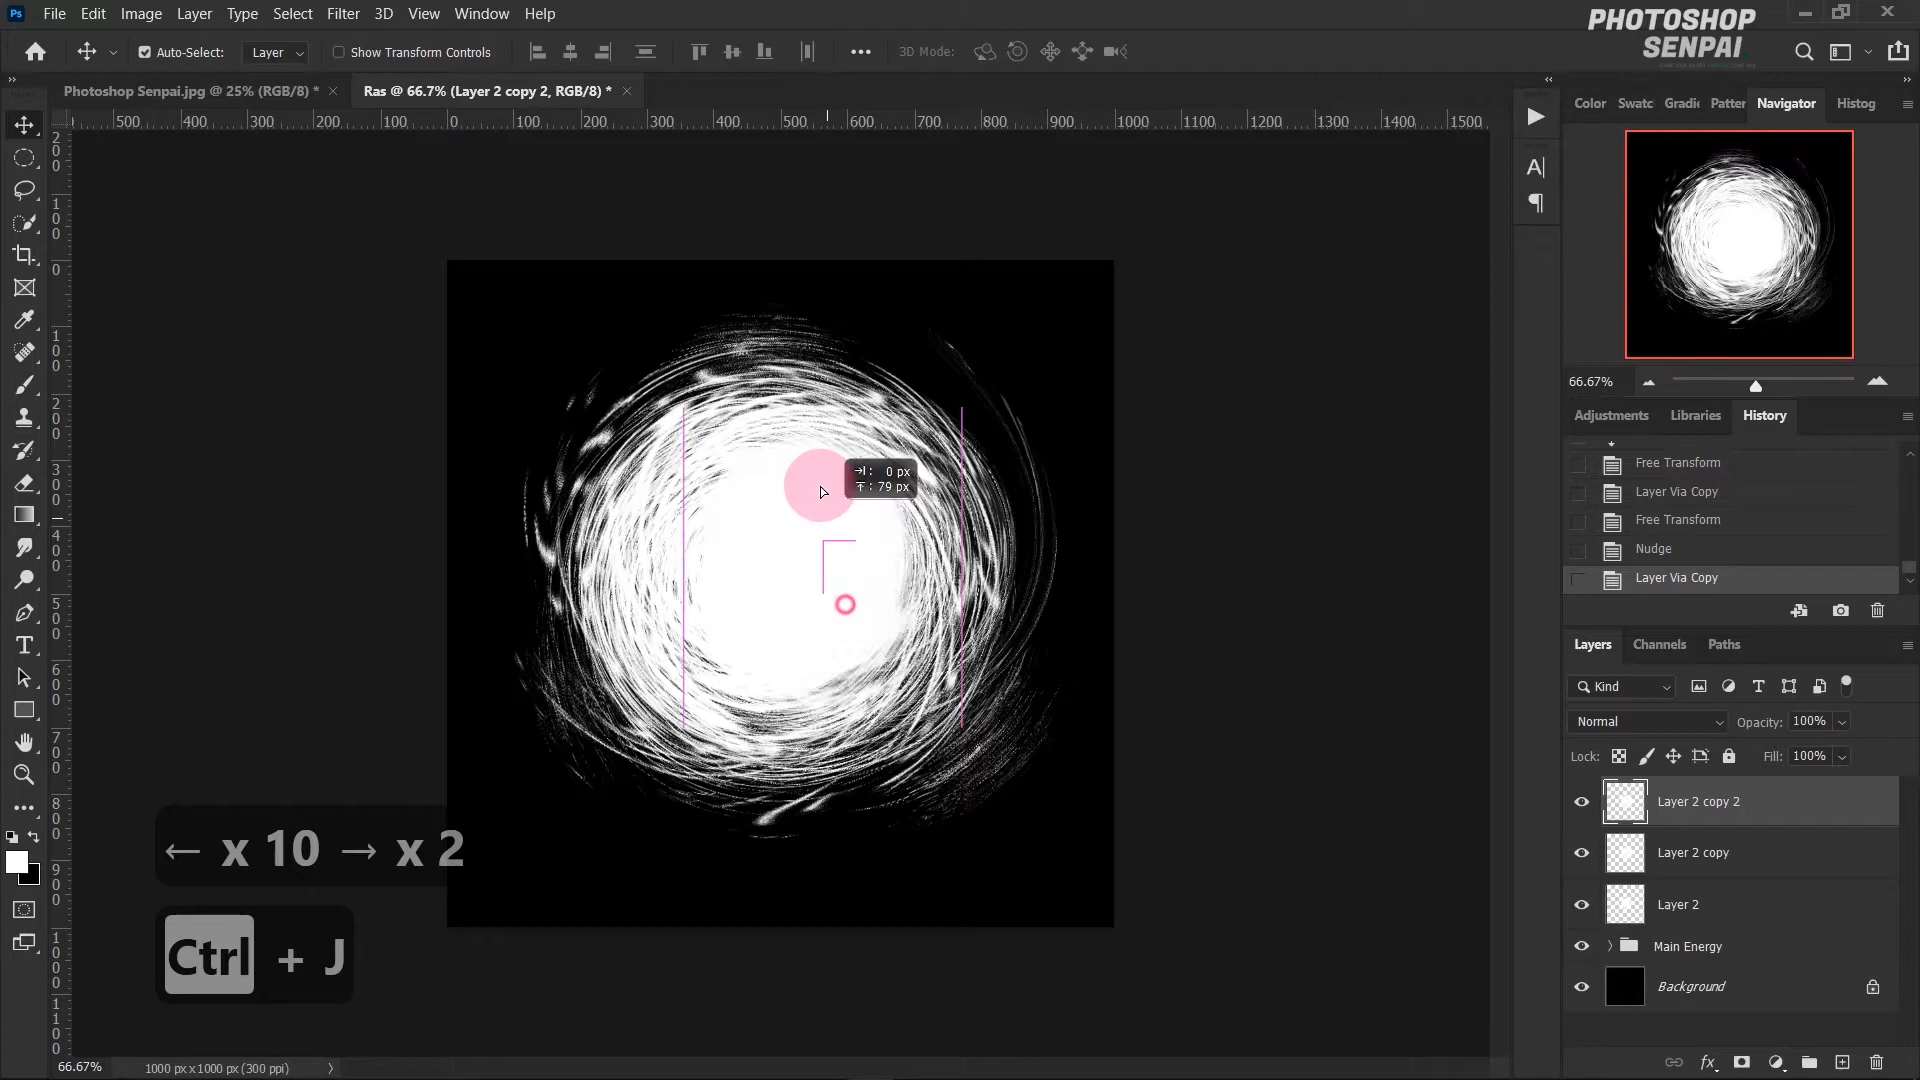 Ps File Edit Image Layer Type Select Filter 3D View Window Help
PHOTOSHOP
SENPAI
Auto-Select: Layer Show Transform Controls 3D Mode:
Photoshop Senpai.jpg @ 25% (RGB/8) * Ras @ 66.7% (Layer 2 copy 2, RGB/8) *
500 400 300 200 100 0 100 200 300 400 500 600 700 800 900 1000 1100 1200 1300 1400 1500
Color Swatc Gradie Patter Navigator Histog
66.67%
Adjustments Libraries History
Free Transform
Layer Via Copy
Free Transform
Nudge
Layer Via Copy
0 px
79 px
Layers Channels Paths
Kind
Normal Opacity: 100%
Lock: Fill: 100%
Layer 2 copy 2
Layer 2 copy
Layer 2
Main Energy
Background
← x 10 → x 2
Ctrl + J
66.67% 1000 px x 1000 px (300 ppi)